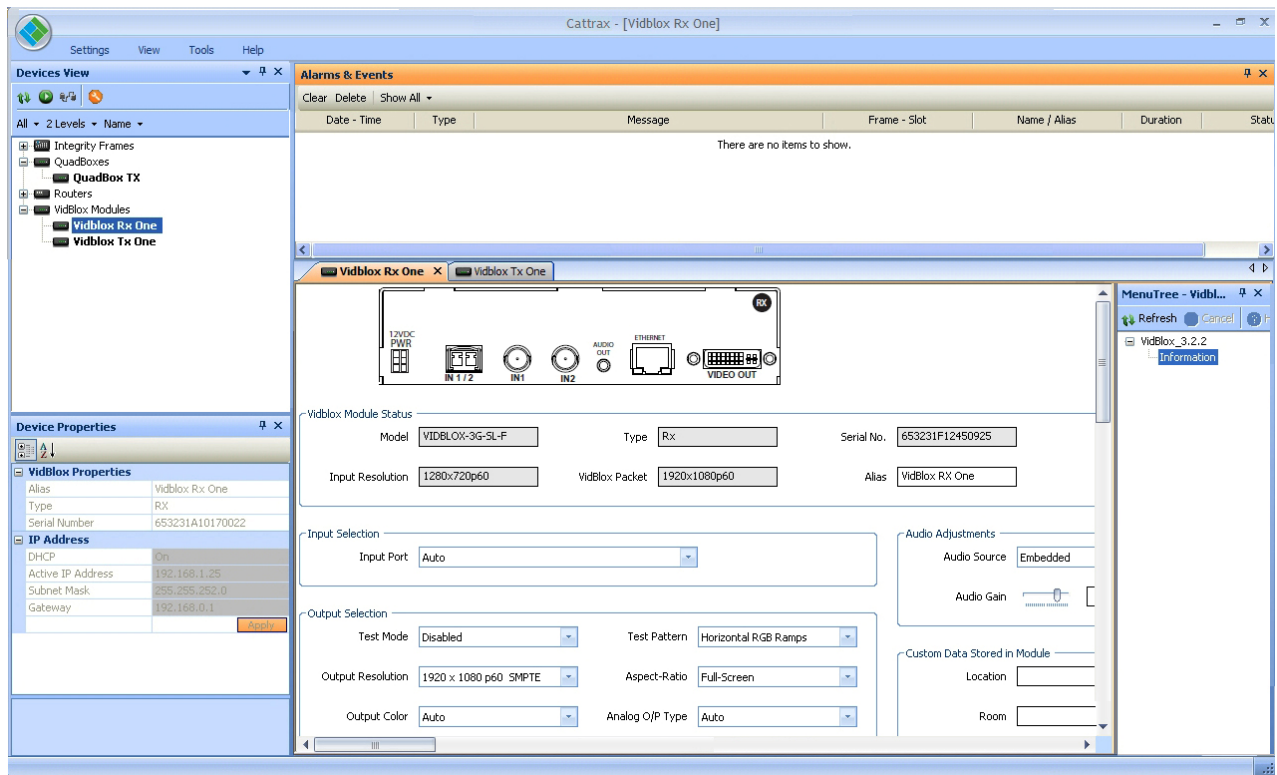 Cattrax - [Vidblox Rx One]
Settings View Tools Help
Devices View
All 2 Levels Name
Integrity Frames
QuadBoxes
QuadBox TX
Routers
VidBlox Modules
Vidblox Rx One
Vidblox Tx One
Device Properties
VidBlox Properties
Alias Vidblox Rx One
Type RX
Serial Number 653231A10170022
IP Address
DHCP On
Active IP Address 192.168.1.25
Subnet Mask 255.255.252.0
Gateway 192.168.0.1
Apply
Alarms & Events
Clear Delete Show All
Date - Time Type Message Frame - Slot Name / Alias Duration
There are no items to show.
Vidblox Rx One Vidblox Tx One
RX
12VDC
PWR
IN 1 / 2
IN1
IN2
AUDIO
OUT
ETHERNET
VIDEO OUT
Vidblox Module Status
Model VIDBLOX-3G-SL-F Type Rx Serial No. 653231F12450925
Input Resolution 1280x720p60 VidBlox Packet 1920x1080p60 Alias VidBlox RX One
Input Selection
Input Port Auto
Output Selection
Test Mode Disabled Test Pattern Horizontal RGB Ramps
Output Resolution 1920 x 1080 p60 SMPTE Aspect-Ratio Full-Screen
Output Color Auto Analog O/P Type Auto
Audio Adjustments
Audio Source Embedded
Audio Gain
Custom Data Stored in Module
Location
Room
MenuTree - Vidbl...
Refresh Cancel
VidBlox_3.2.2
Information